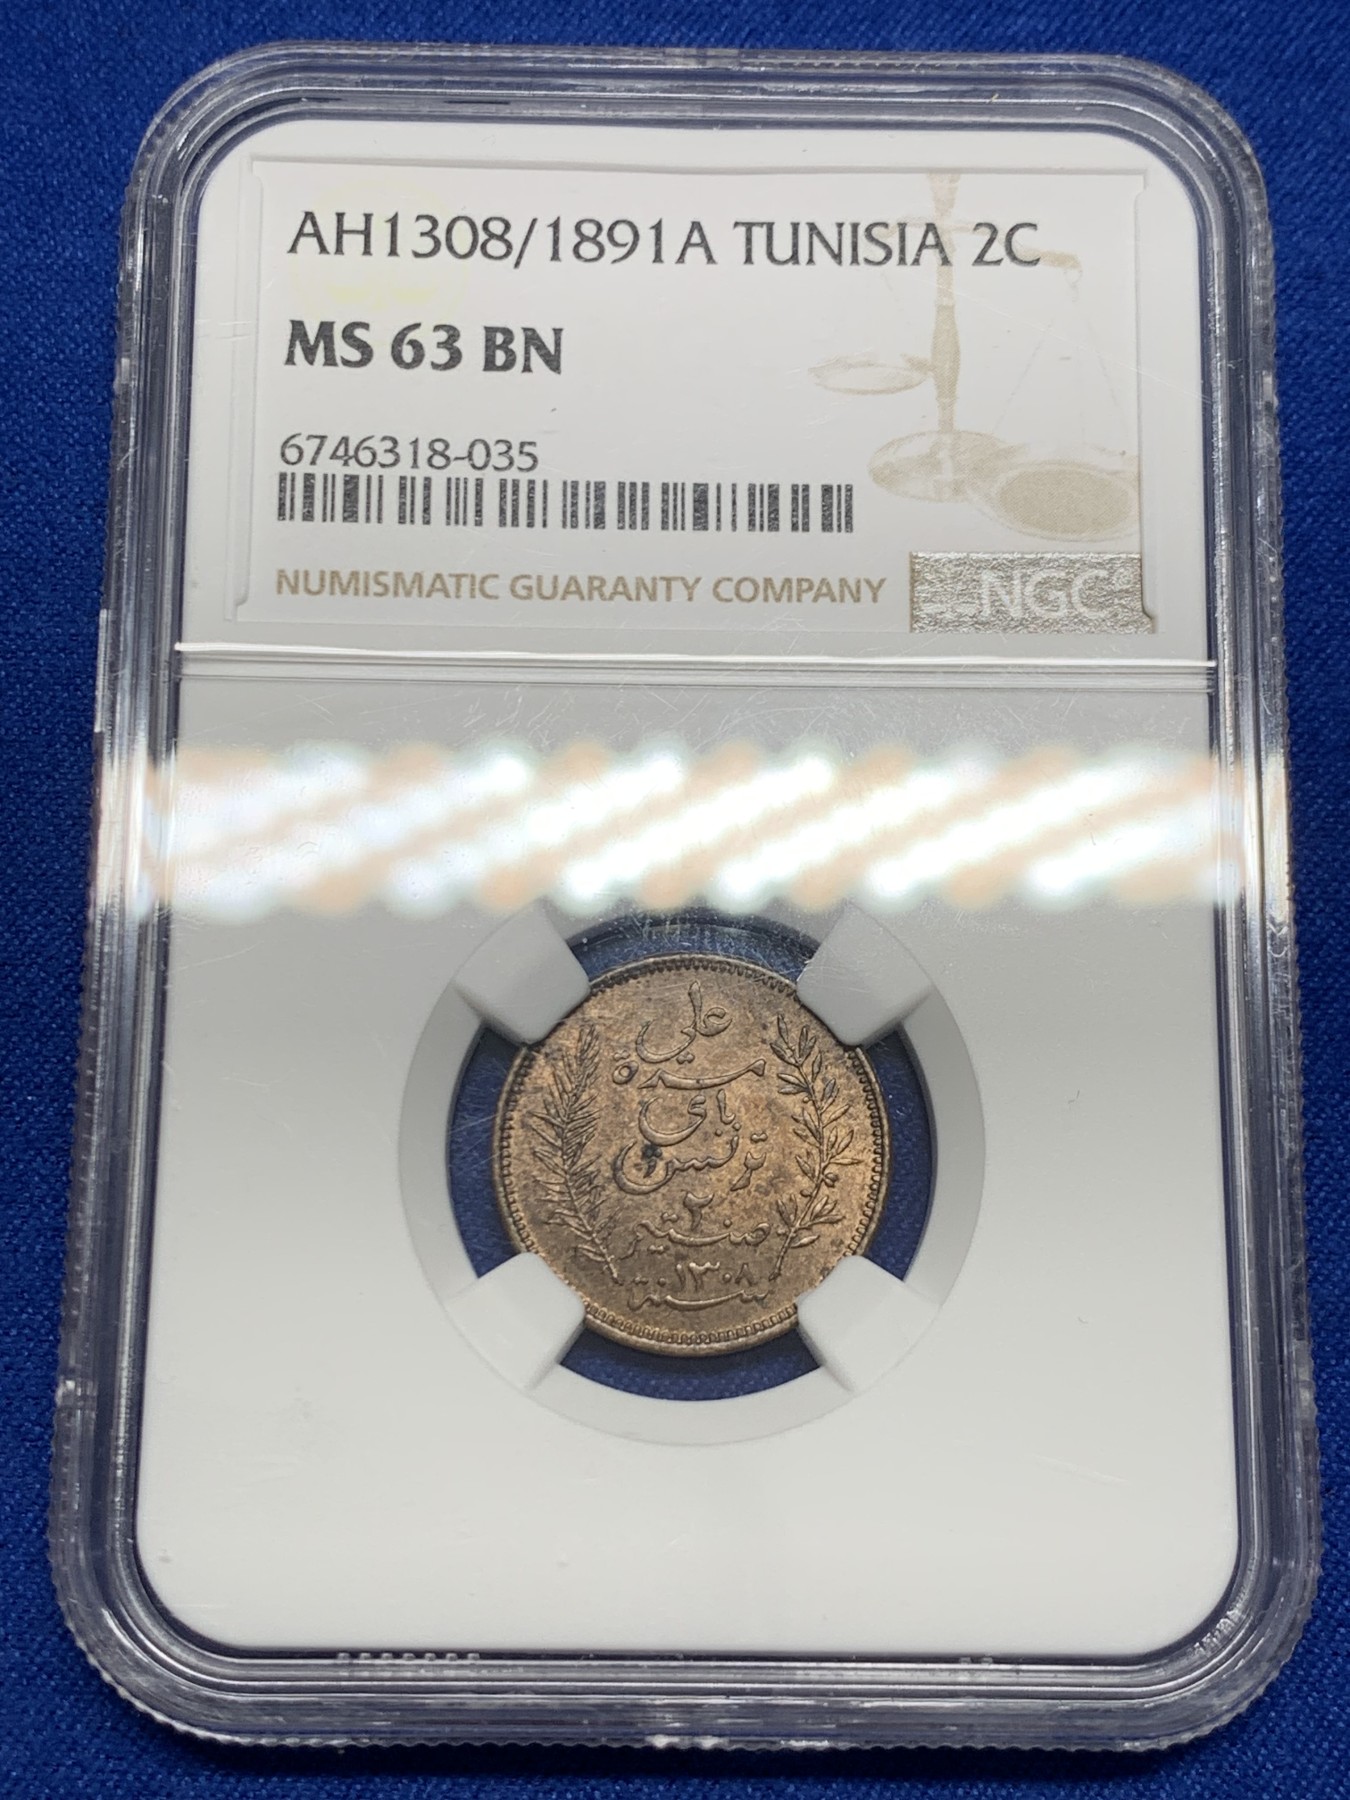 AH1308/1891A TUNISIA 2C
MS 63 BN
6746318-035
NUMISMATIC GUARANTY COMPANY
NGC
علي
مدة
باي
تونس
٢
صنتيم
سنة ١٣٠٨